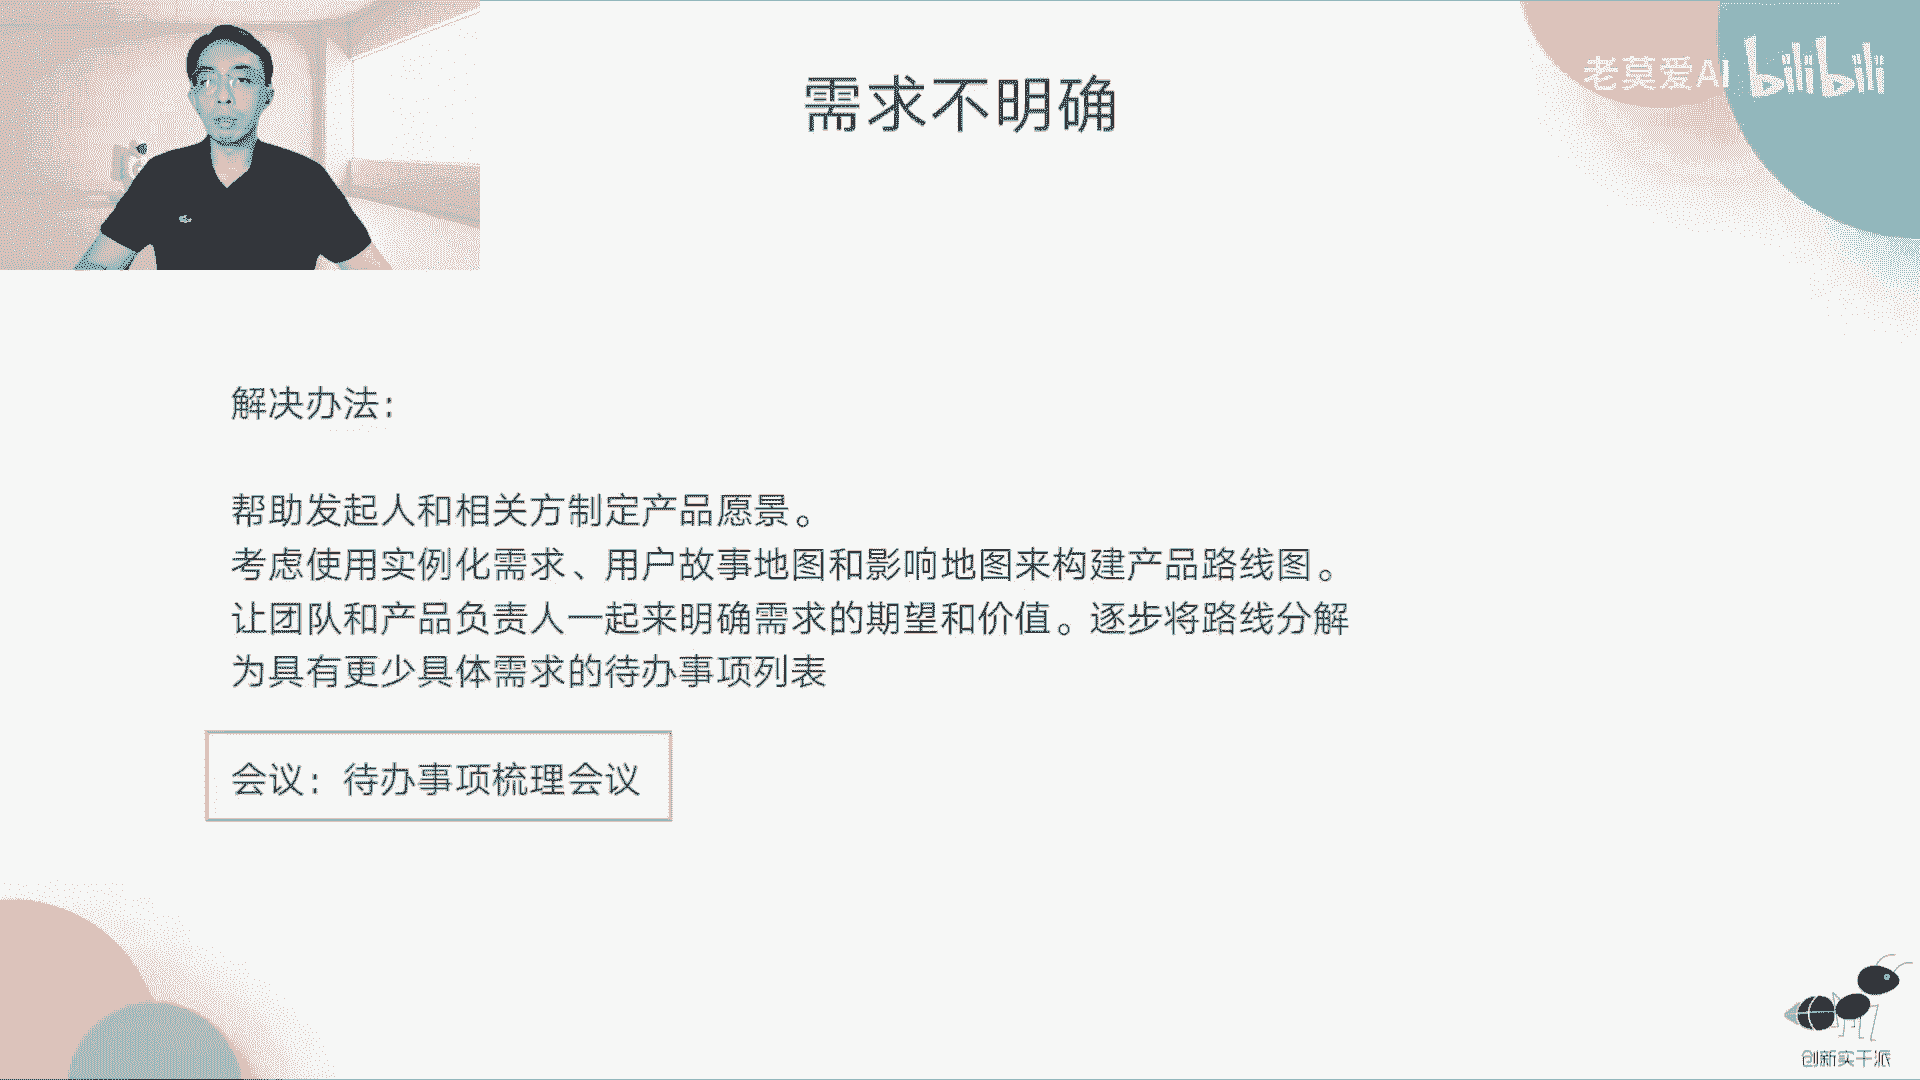 需求不明确
老莫爱AI bilibili
解决办法：
帮助发起人和相关方制定产品愿景。
考虑使用实例化需求、用户故事地图和影响地图来构建产品路线图。
让团队和产品负责人一起来明确需求的期望和价值。逐步将路线分解
为具有更少具体需求的待办事项列表
会议：待办事项梳理会议
创新实干派